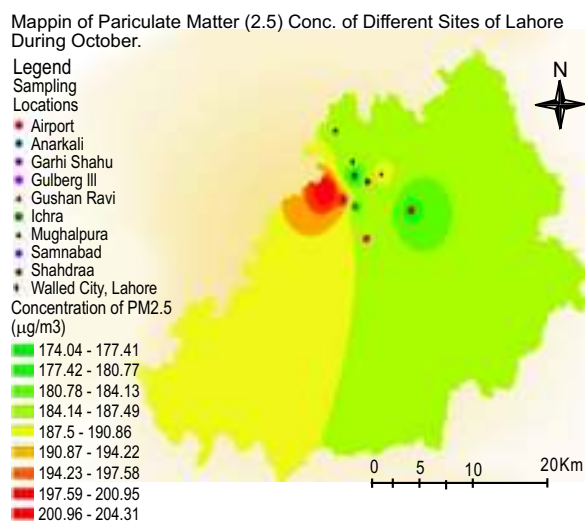 Mappin of Pariculate Matter (2.5) Conc. of Different Sites of Lahore
During October.
Legend
Sampling
Locations
Airport
Anarkali
Garhi Shahu
Gulberg III
Gushan Ravi
Ichra
Mughalpura
Samnabad
Shahdraa
Walled City, Lahore
Concentration of PM2.5
(µg/m3)
174.04 - 177.41
177.42 - 180.77
180.78 - 184.13
184.14 - 187.49
187.5 - 190.86
190.87 - 194.22
194.23 - 197.58
197.59 - 200.95
200.96 - 204.31
N
0 5 10 20Km